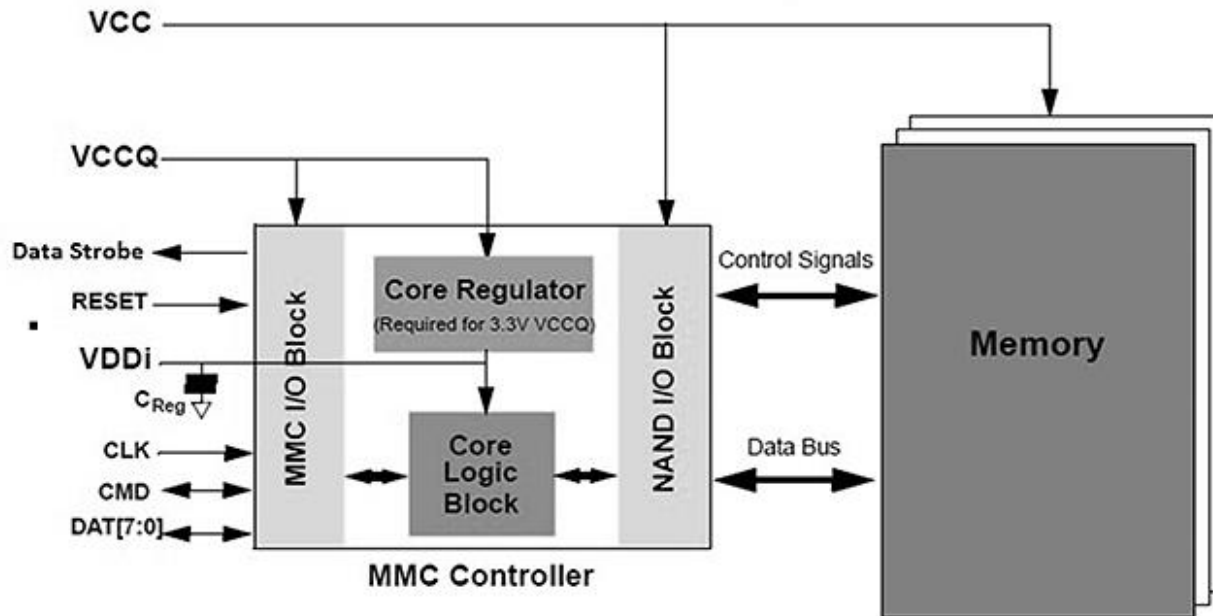 VCC
VCCQ
Data Strobe
RESET
VDDi
CReg
CLK
CMD
DAT[7:0]
MMC I/O Block
Core Regulator
(Required for 3.3V VCCQ)
Core
Logic
Block
NAND I/O Block
MMC Controller
Control Signals
Data Bus
Memory